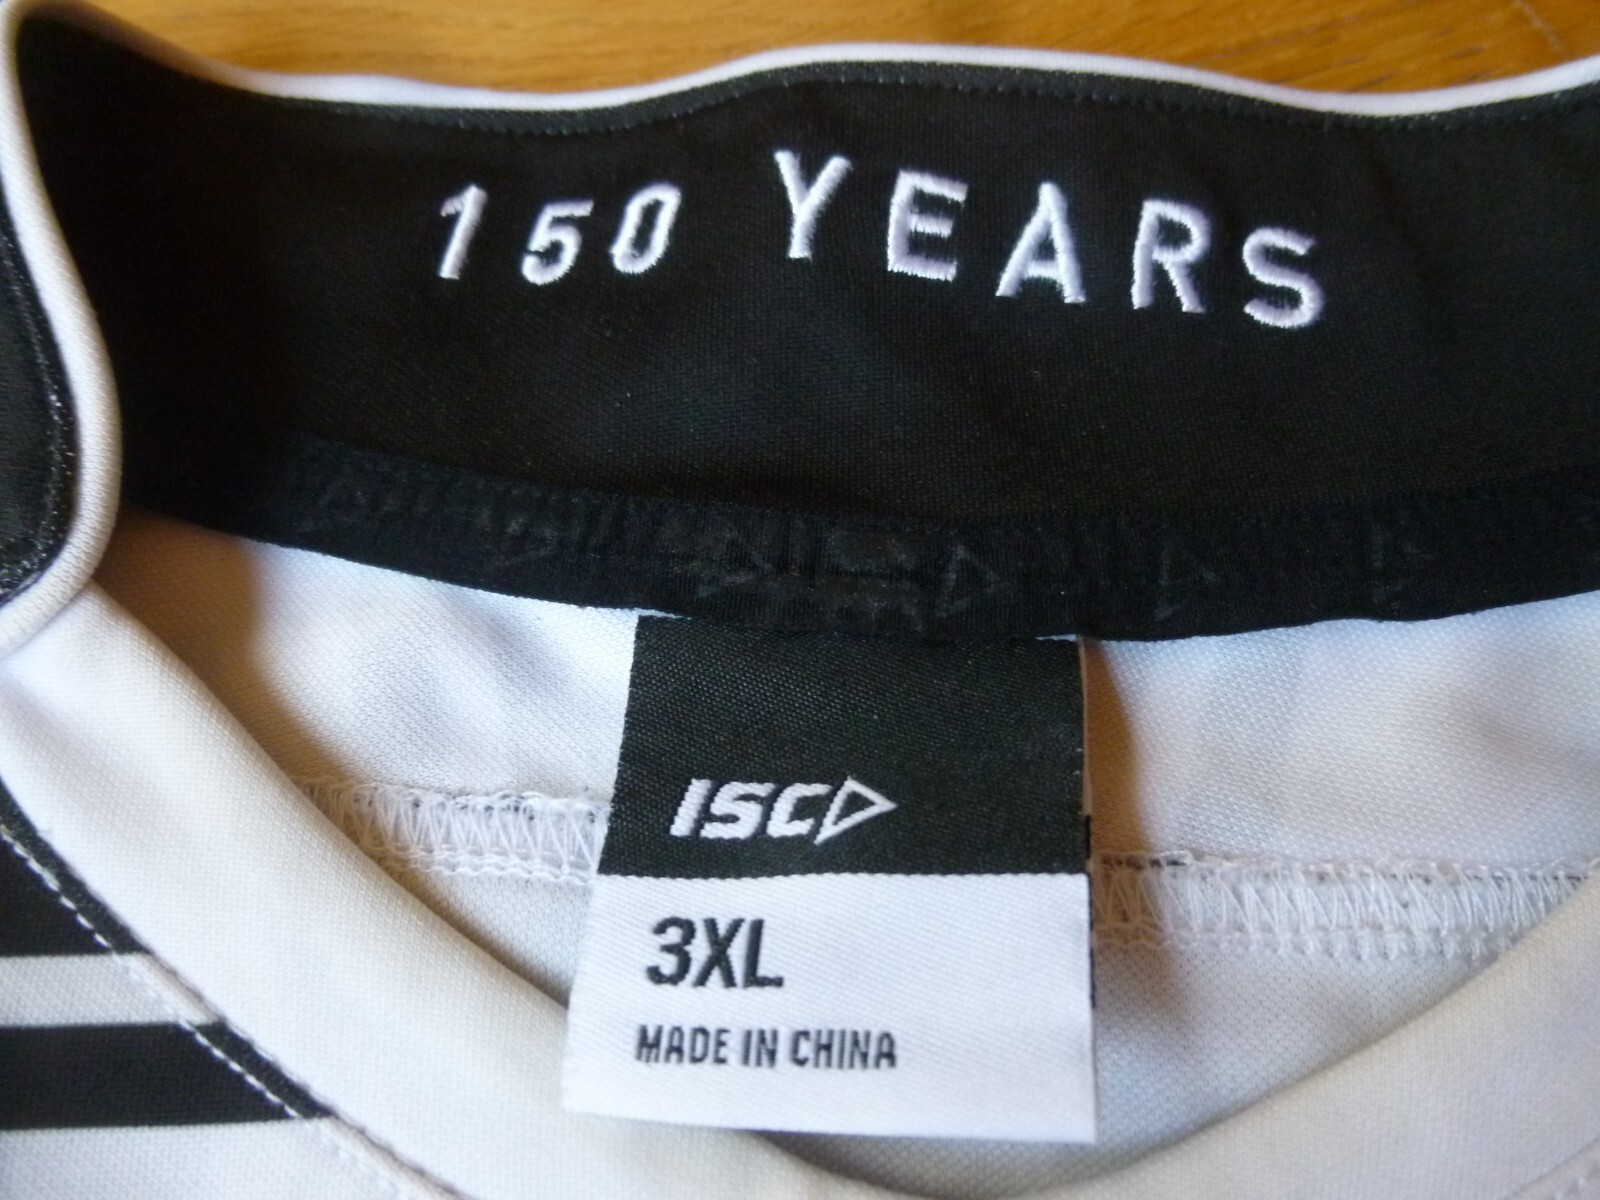 150 YEARS
ISC
3XL
MADE IN CHINA